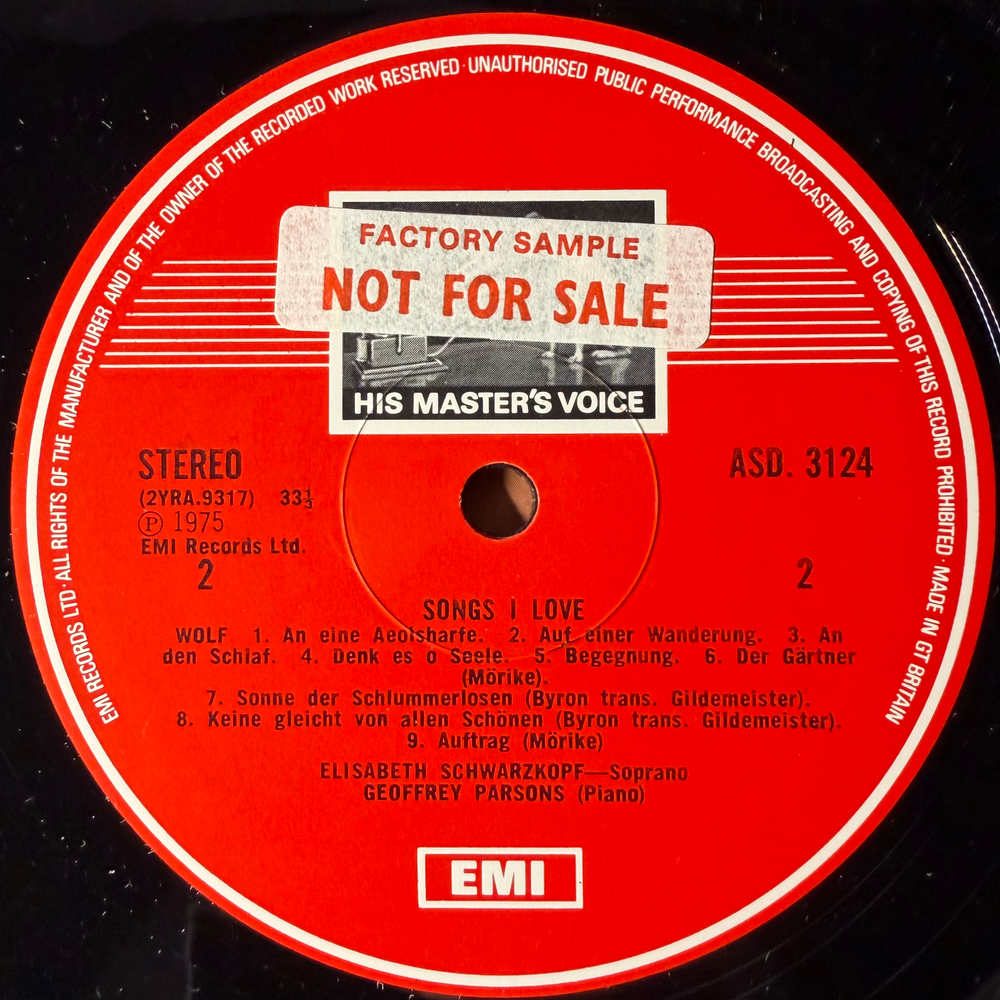 EMI RECORDS LTD· ALL RIGHTS OF THE MANUFACTURER AND OF THE OWNER OF THE RECORDED WORK RESERVED · UNAUTHORISED PUBLIC PERFORMANCE BROADCASTING AND COPYING OF THIS RECORD PROHIBITED · MADE IN GT BRITAIN
FACTORY SAMPLE
NOT FOR SALE
HIS MASTER'S VOICE
STEREO
ASD. 3124
(2YRA.9317) 33⅓
Ⓟ 1975
EMI Records Ltd.
2
2
SONGS I LOVE
WOLF 1. An eine Aeolsharfe. 2. Auf einer Wanderung. 3. An
den Schlaf. 4. Denk es o Seele. 5. Begegnung. 6. Der Gärtner
(Mörike).
7. Sonne der Schlummerlosen (Byron trans. Gildemeister).
8. Keine gleicht von allen Schönen (Byron trans. Gildemeister).
9. Auftrag (Mörike)
ELISABETH SCHWARZKOPF—Soprano
GEOFFREY PARSONS (Piano)
EMI